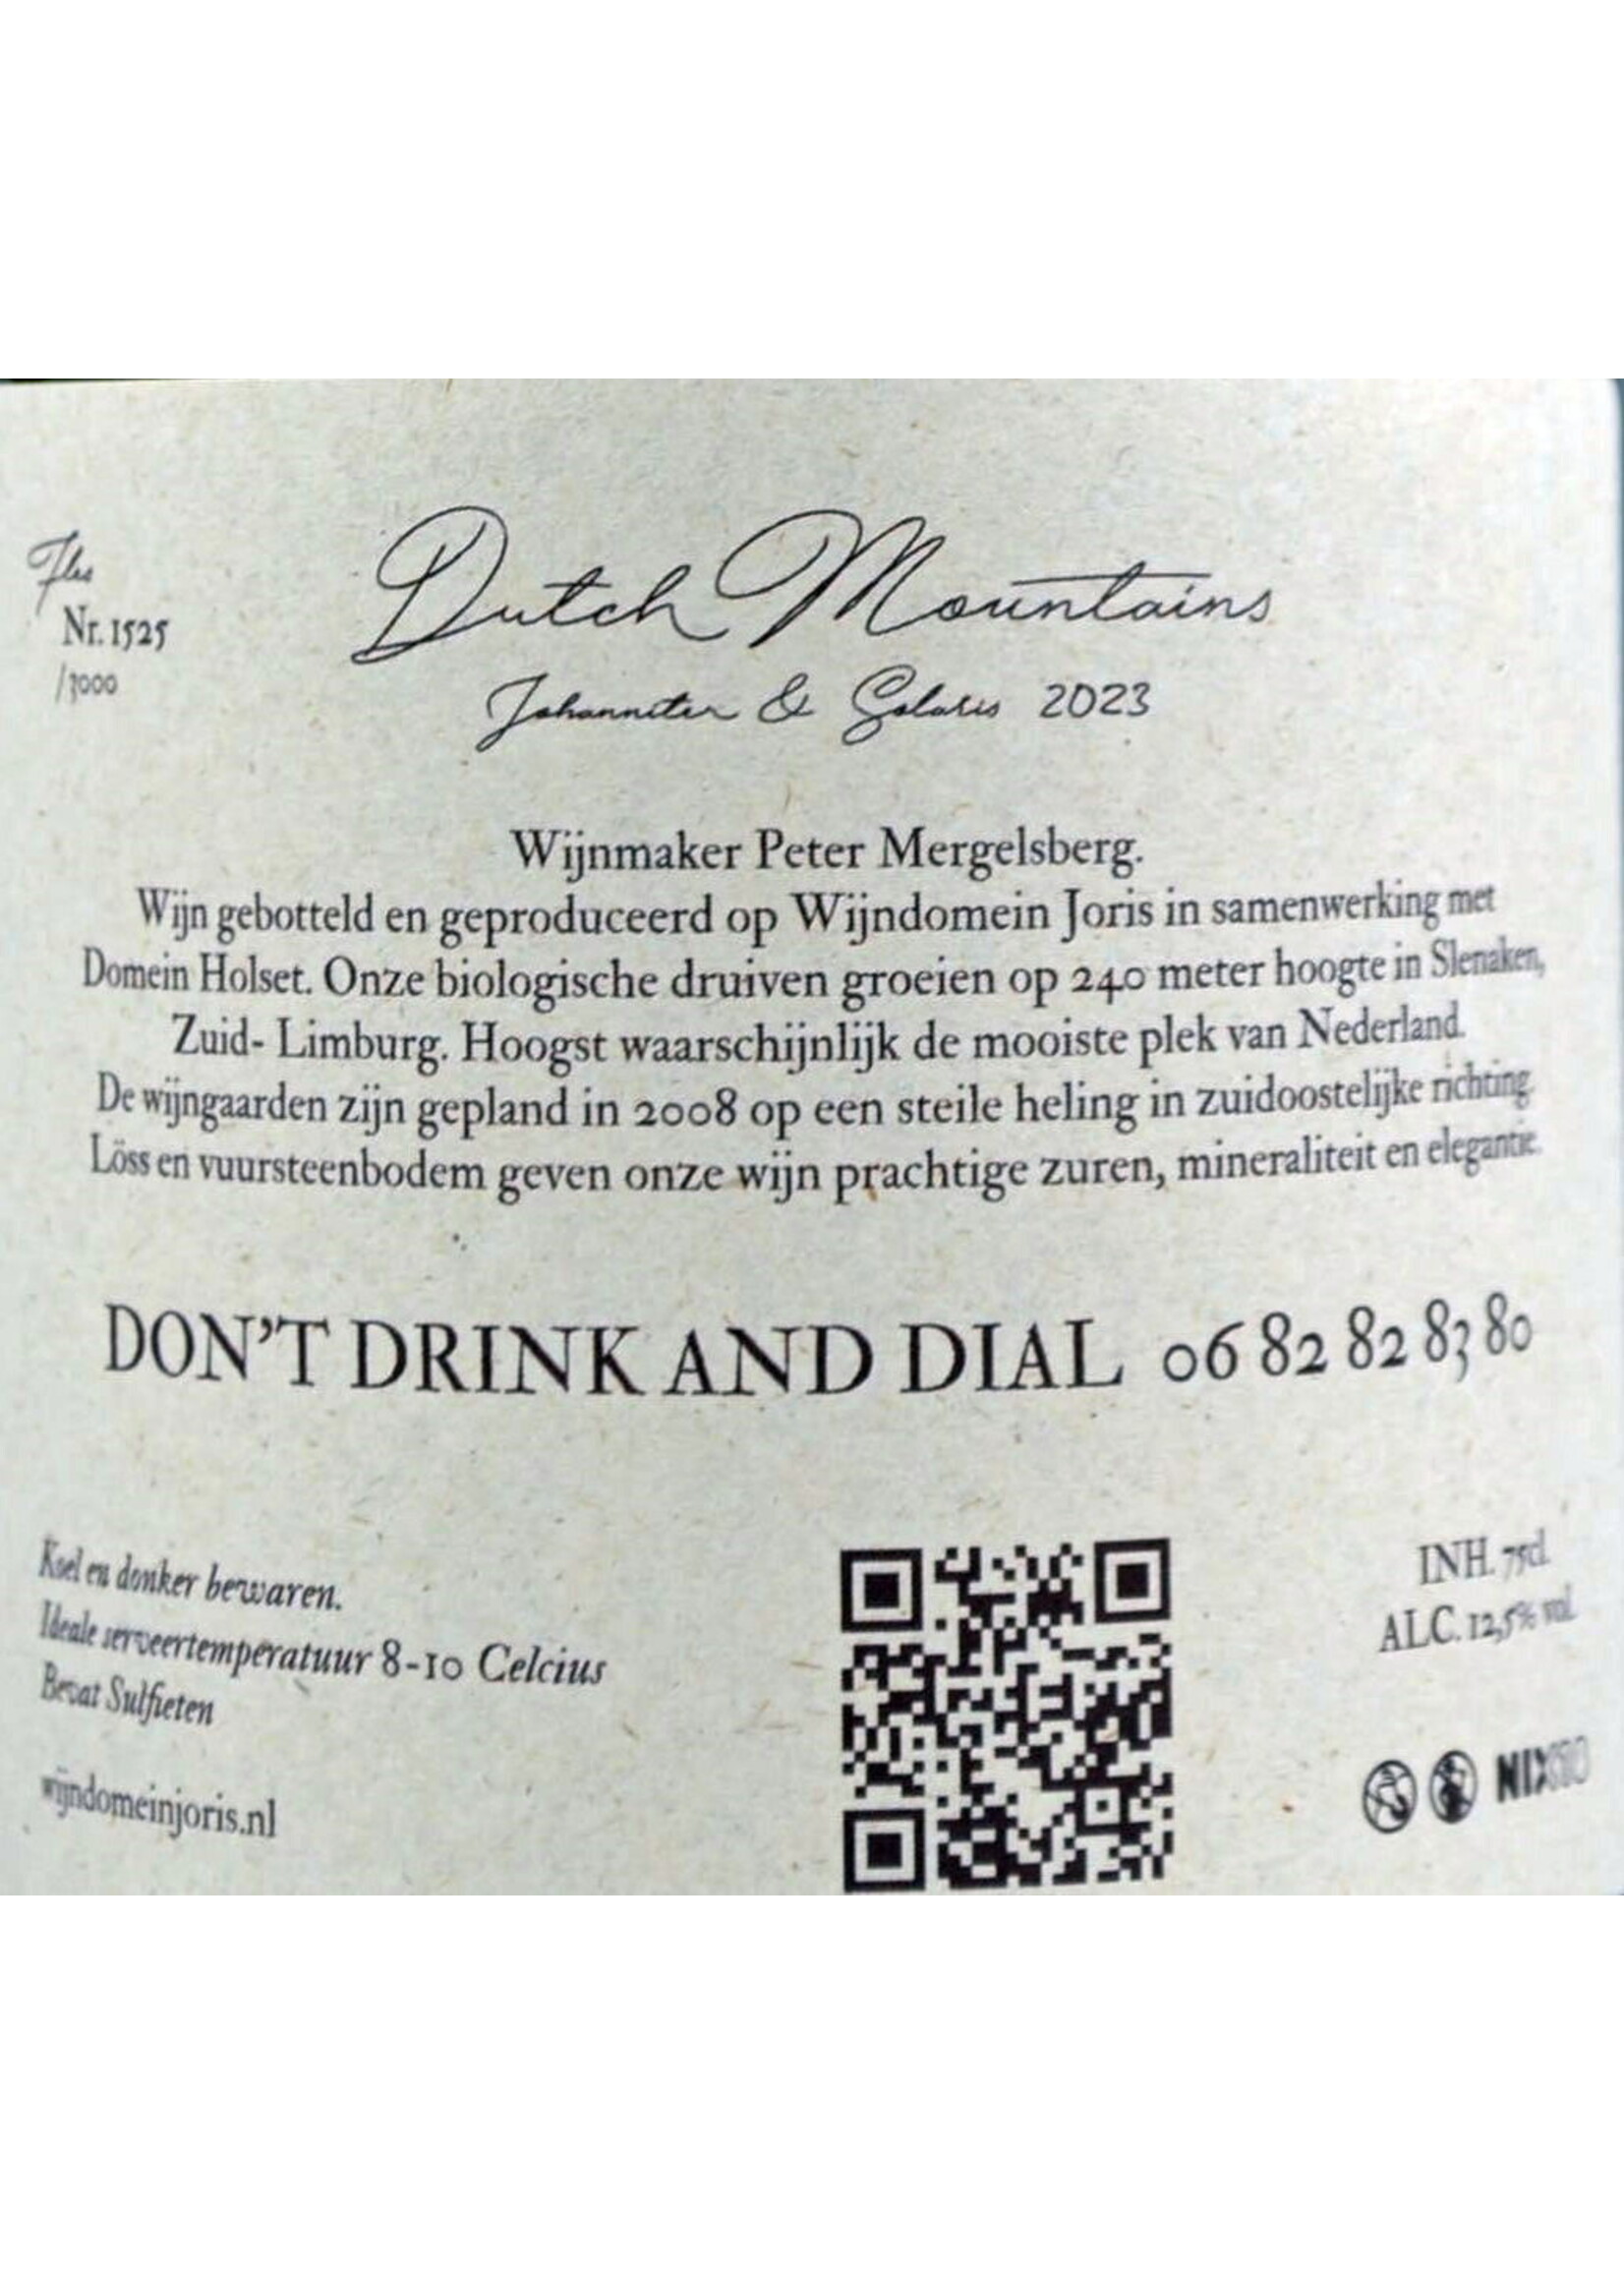 Fles
Nr. 1525
/3000
Dutch Mountains
Johanniter & Solaris 2023
Wijnmaker Peter Mergelsberg.
Wijn gebotteld en geproduceerd op Wijndomein Joris in samenwerking met
Domein Holset. Onze biologische druiven groeien op 240 meter hoogte in Slenaken,
Zuid- Limburg. Hoogst waarschijnlijk de mooiste plek van Nederland.
De wijngaarden zijn gepland in 2008 op een steile heling in zuidoostelijke richting.
Löss en vuursteenbodem geven onze wijn prachtige zuren, mineraliteit en elegantie.
DON'T DRINK AND DIAL 06 82 82 83 80
Koel en donker bewaren.
Ideale serveertemperatuur 8-10 Celcius
Bevat Sulfieten
wijndomeinjoris.nl
INH. 75cl
ALC. 12,5% vol.
NIX18